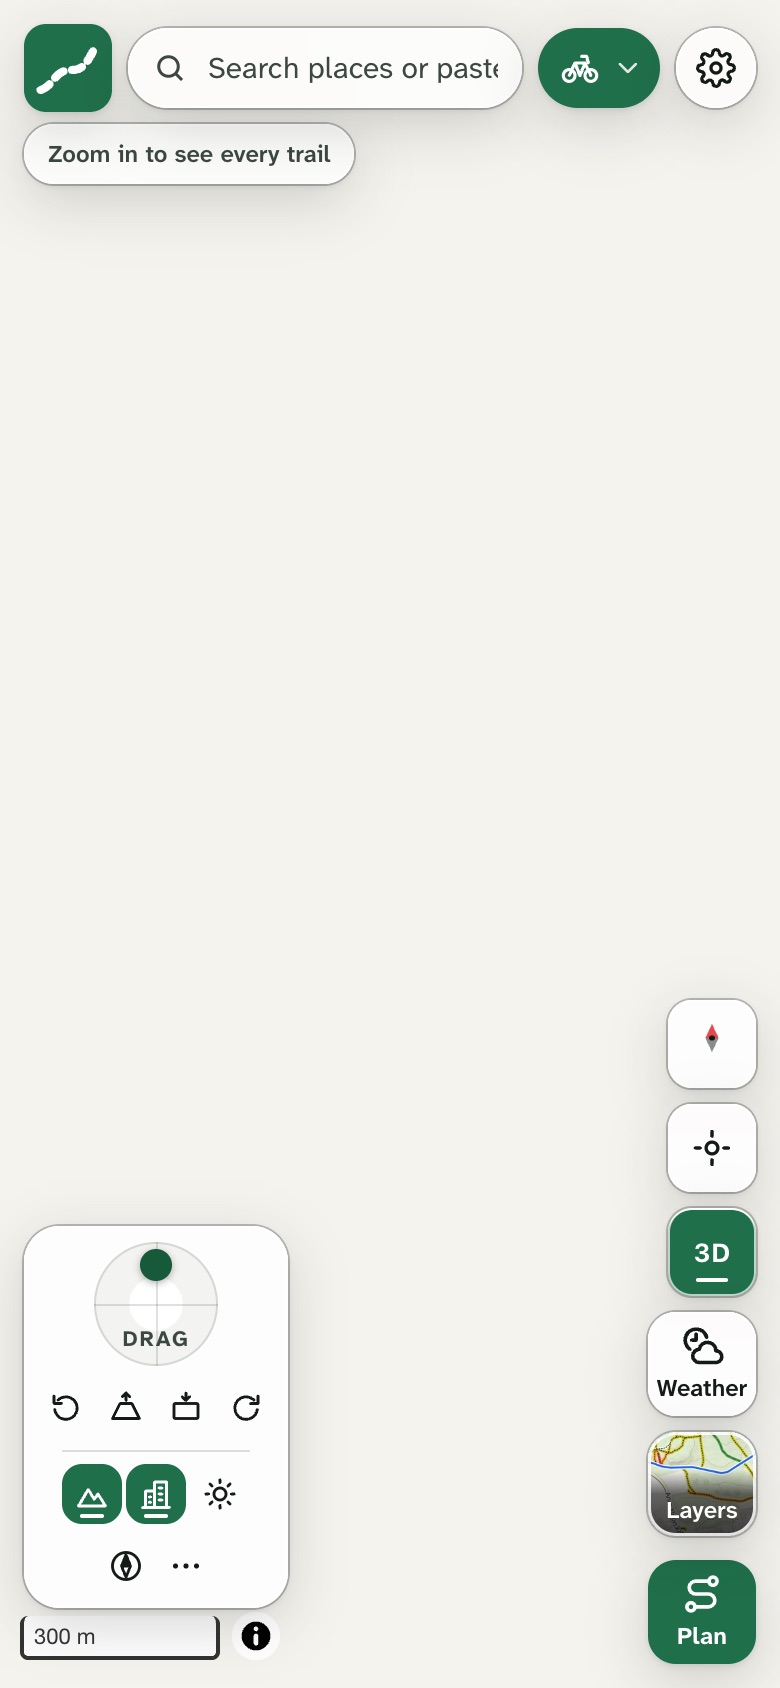 Search places or paste
Zoom in to see every trail
3D
DRAG
Weather
Layers
300 m
Plan